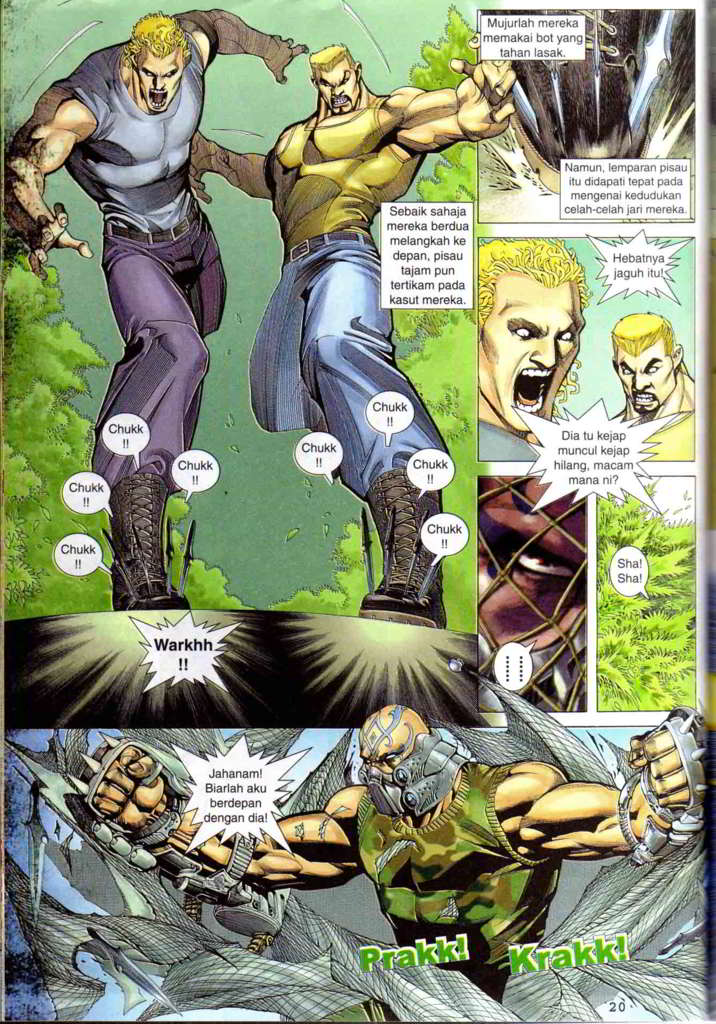 Sebaik sahaja
mereka berdua
melangkah ke
depan, pisau
tajam pun
tertikam pada
kasut mereka.
Chukk
!!
Chukk
!!
Chukk
!!
Chukk
!!
Chukk
!!
Chukk
!!
Chukk
!!
Chukk
!!
Warkhh
!!
Mujurlah mereka
memakai bot yang
tahan lasak.
Namun, lemparan pisau
itu didapati tepat pada
mengenai kedudukan
celah-celah jari mereka.
Hebatnya
jaguh itu!
Dia tu kejap
muncul kejap
hilang, macam
mana ni?
Sha!
Sha!
Jahanam!
Biarlah aku
berdepan
dengan dia!
Prakk!
Krakk!
20